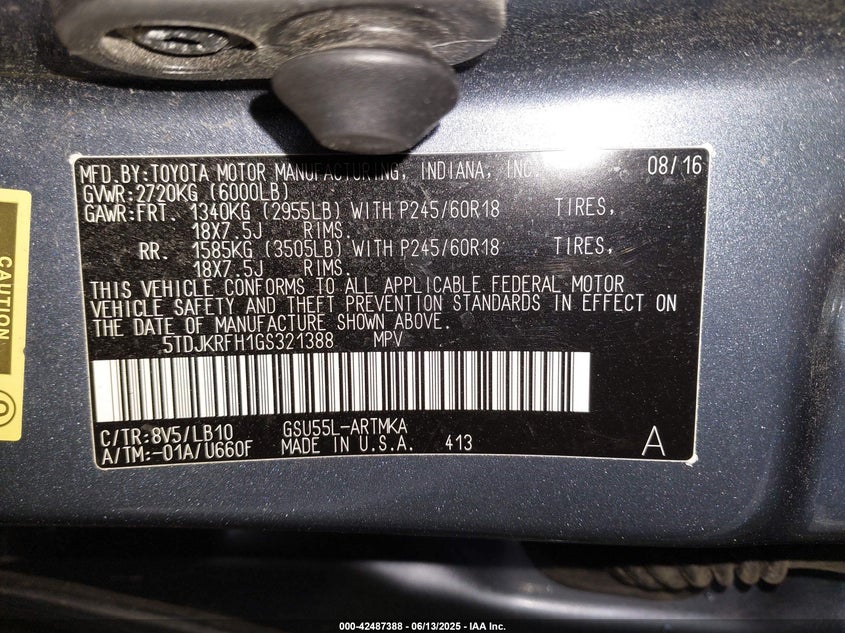 MFD.BY:TOYOTA MOTOR MANUFACTURING, INDIANA, INC. 08/16
GVWR:2720KG (6000LB)
GAWR:FRT. 1340KG (2955LB) WITH P245/60R18 TIRES,
18X7.5J RIMS.
RR. 1585KG (3505LB) WITH P245/60R18 TIRES,
18X7.5J RIMS.
THIS VEHICLE CONFORMS TO ALL APPLICABLE FEDERAL MOTOR
VEHICLE SAFETY AND THEFT PREVENTION STANDARDS IN EFFECT ON
THE DATE OF MANUFACTURE SHOWN ABOVE.
5TDJKRFH1GS321388 MPV
C/TR:8V5/LB10 GSU55L-ARTMKA
A/TM:-01A/U660F MADE IN U.S.A. 413 A
CAUTION
000-42487388 - 06/13/2025 - IAA Inc.